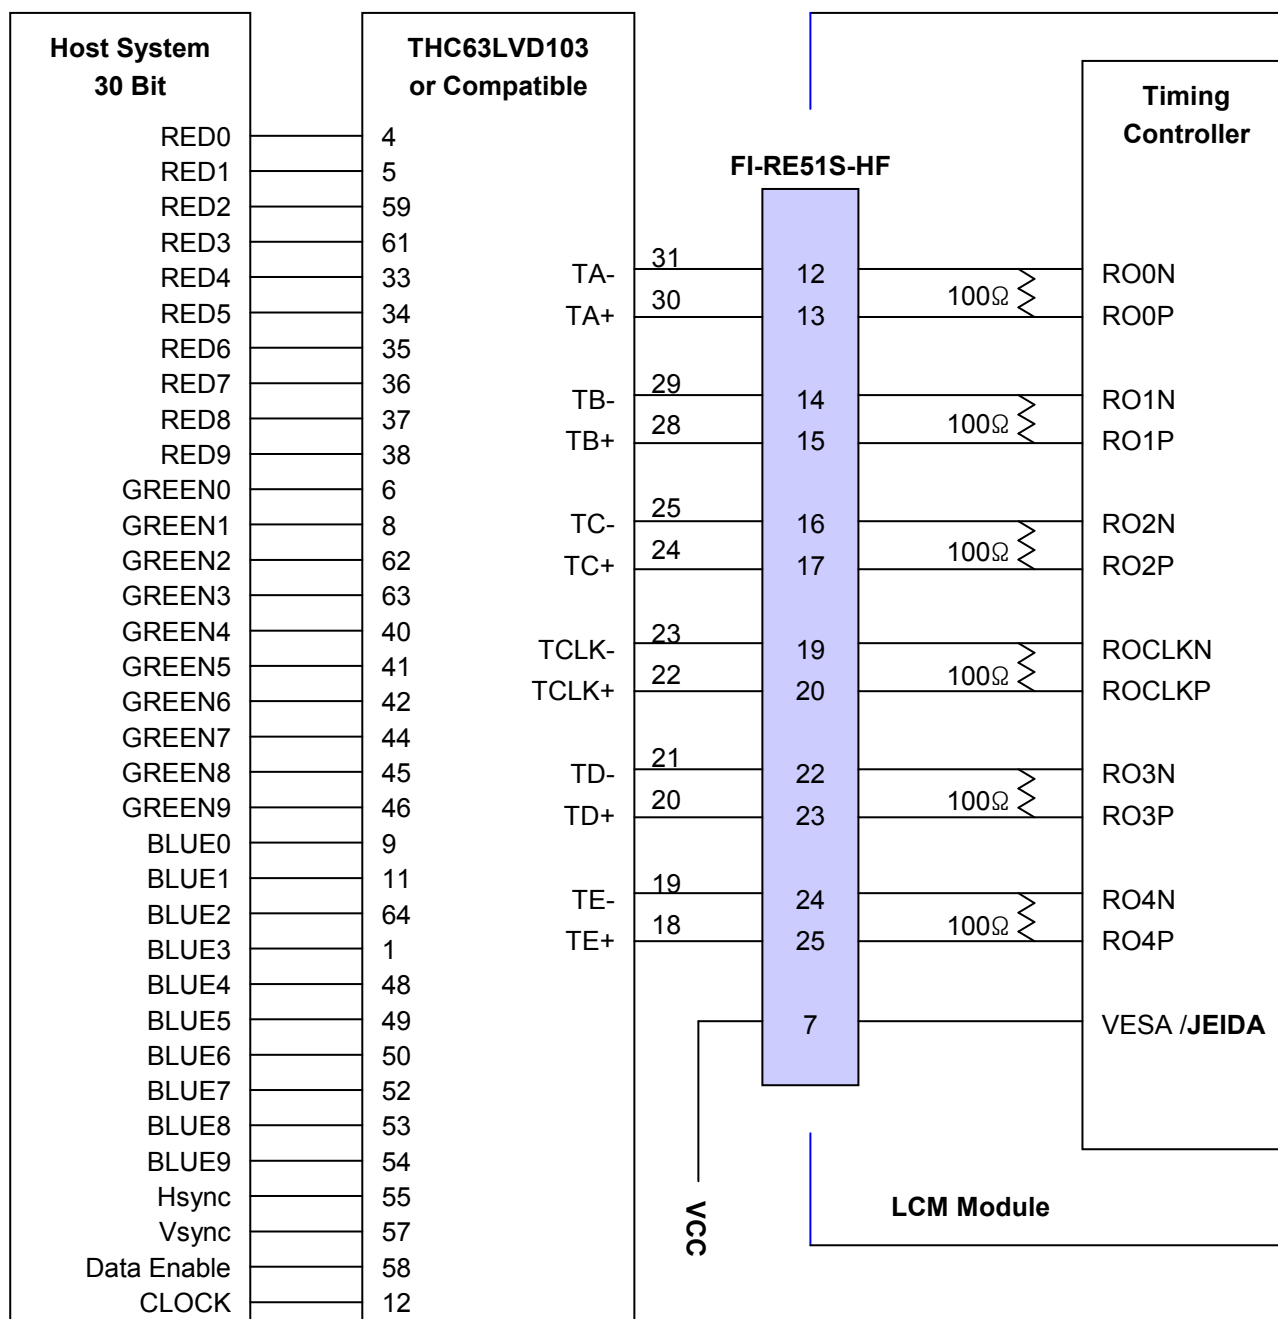 Host System
30 Bit
RED0 4
RED1 5
RED2 59
RED3 61
RED4 33
RED5 34
RED6 35
RED7 36
RED8 37
RED9 38
GREEN0 6
GREEN1 8
GREEN2 62
GREEN3 63
GREEN4 40
GREEN5 41
GREEN6 42
GREEN7 44
GREEN8 45
GREEN9 46
BLUE0 9
BLUE1 11
BLUE2 64
BLUE3 1
BLUE4 48
BLUE5 49
BLUE6 50
BLUE7 52
BLUE8 53
BLUE9 54
Hsync 55
Vsync 57
Data Enable 58
CLOCK 12
THC63LVD103
or Compatible
FI-RE51S-HF
Timing
Controller
TA- 31 12 RO0N
100Ω
TA+ 30 13 RO0P
TB- 29 14 RO1N
100Ω
TB+ 28 15 RO1P
TC- 25 16 RO2N
100Ω
TC+ 24 17 RO2P
TCLK- 23 19 ROCLKN
100Ω
TCLK+ 22 20 ROCLKP
TD- 21 22 RO3N
100Ω
TD+ 20 23 RO3P
TE- 19 24 RO4N
100Ω
TE+ 18 25 RO4P
7 VESA /JEIDA
VCC
LCM Module